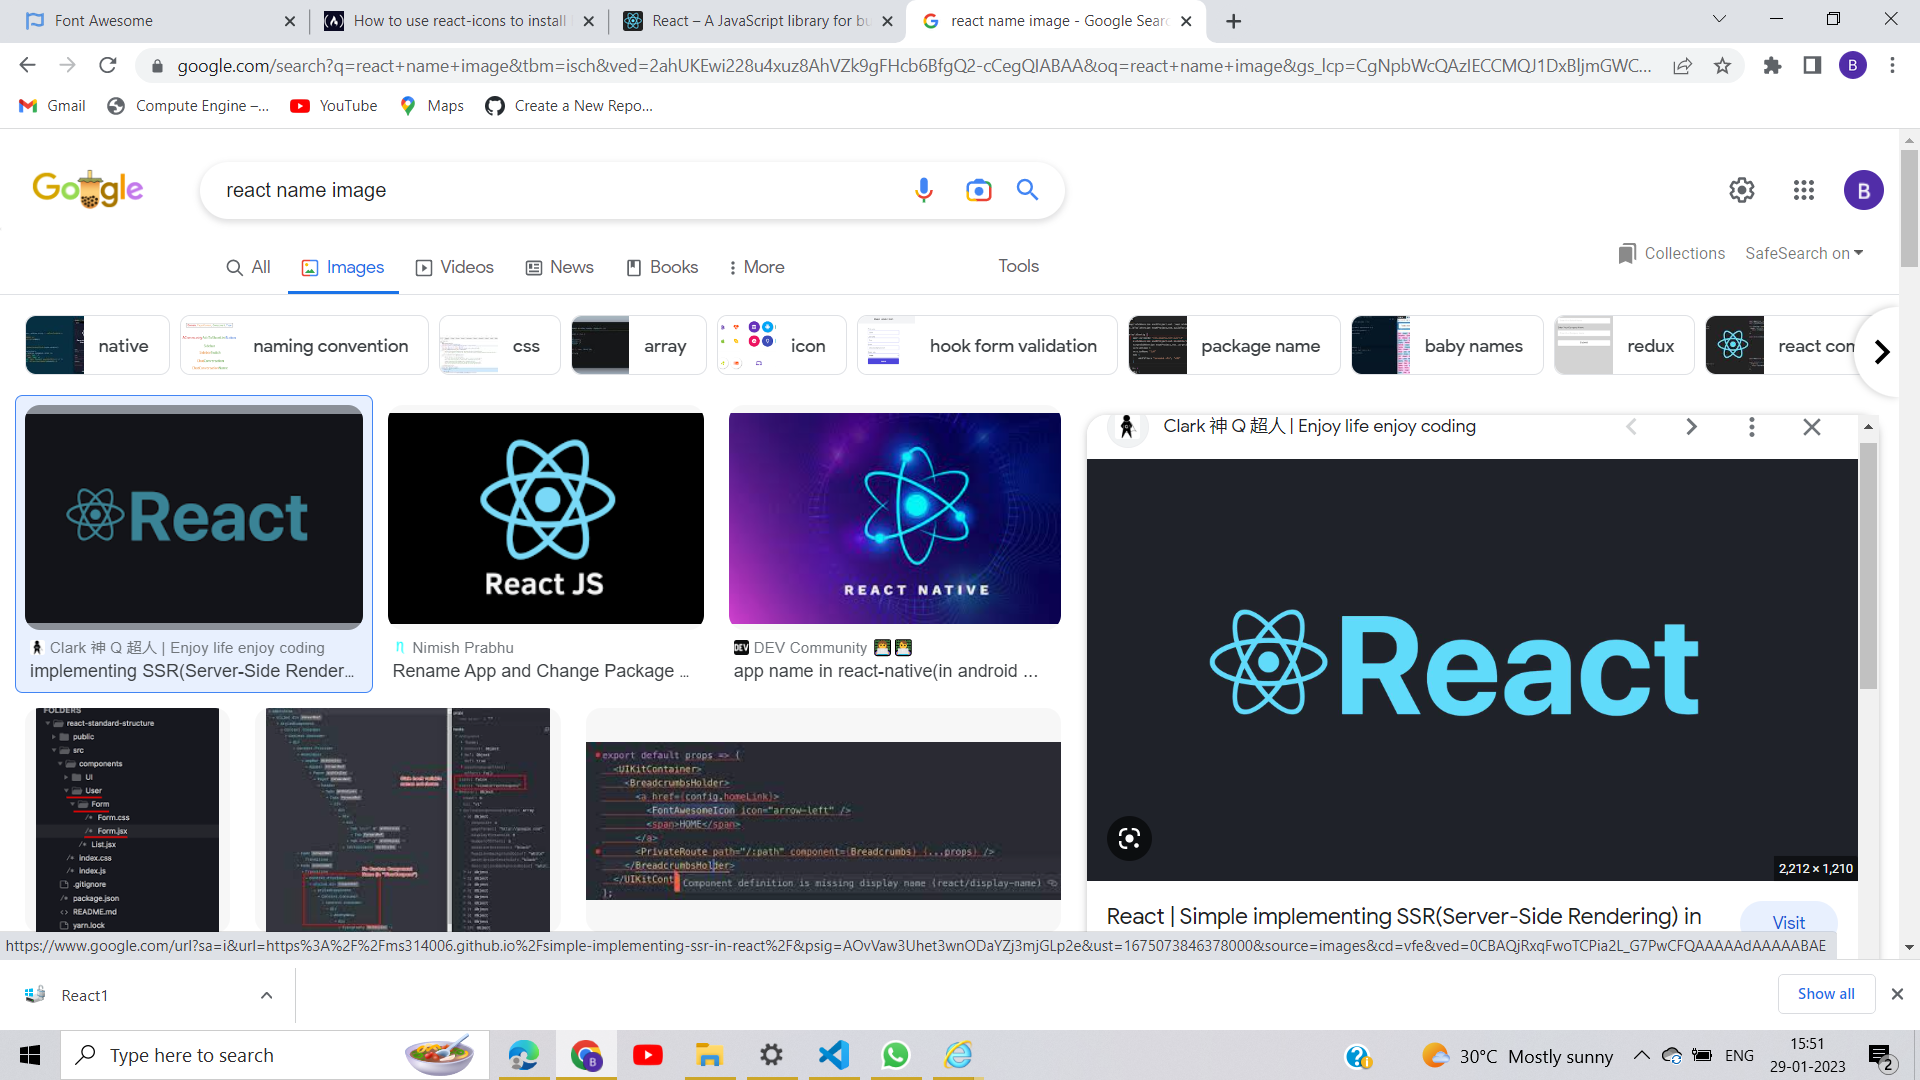 Font Awesome
How to use react-icons to install
React – A JavaScript library for bu
react name image - Google Searc
google.com/search?q=react+name+image&tbm=isch&ved=2ahUKEwi228u4xuz8AhVZk9gFHcb6BfgQ2-cCegQIABAA&oq=react+name+image&gs_lcp=CgNpbWcQAzIECCMQJ1DxBljmGWC...
B
Gmail
Compute Engine –...
YouTube
Maps
Create a New Repo...
Google
react name image
B
All
Images
Videos
News
Books
More
Tools
Collections
SafeSearch on
native
naming convention
css
array
icon
hook form validation
package name
baby names
redux
react com
React
React JS
REACT NATIVE
Clark 神 Q 超人 | Enjoy life enjoy coding
implementing SSR(Server-Side Render...
Nimish Prabhu
Rename App and Change Package ...
DEV
DEV Community
app name in react-native(in android ...
Clark 神 Q 超人 | Enjoy life enjoy coding
React
2,212 × 1,210
React | Simple implementing SSR(Server-Side Rendering) in
Visit
FOLDERS
react-standard-structure
public
src
components
UI
User
Form
Form.css
Form.jsx
List.jsx
index.css
index.js
.gitignore
package.json
README.md
yarn.lock
export default props => {
<UIKitContainer>
<BreadcrumbsHolder>
<a href={config.homeLink}>
<FontAwesomeIcon icon="arrow-left" />
<span>HOME</span>
</a>
<PrivateRoute path="/:path" component={Breadcrumbs} {...props} />
</BreadcrumbsHolder>
</UIKitCont
Component definition is missing display name (react/display-name)
};
https://www.google.com/url?sa=i&url=https%3A%2F%2Fms314006.github.io%2Fsimple-implementing-ssr-in-react%2F&psig=AOvVaw3Uhet3wnODaYZj3mjGLp2e&ust=1675073846378000&source=images&cd=vfe&ved=0CBAQjRxqFwoTCPia2L_G7PwCFQAAAAAdAAAAABAE
React1
Show all
Type here to search
B
30°C Mostly sunny
ENG
15:51
29-01-2023
2